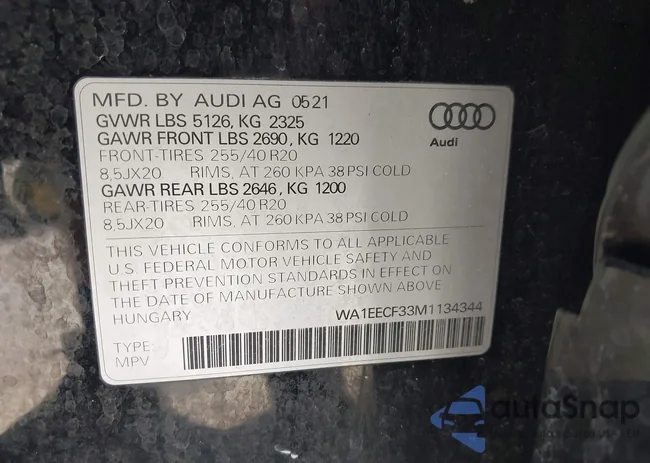 MFD. BY AUDI AG 05 21
GVWR LBS 5126, KG 2325
GAWR FRONT LBS 2690, KG 1220
FRONT-TIRES 255/40 R20
8,5JX20 RIMS, AT 260 KPA 38 PSI COLD
GAWR REAR LBS 2646, KG 1200
REAR-TIRES 255/40 R20
8,5JX20 RIMS, AT 260 KPA 38 PSI COLD
Audi
THIS VEHICLE CONFORMS TO ALL APPLICABLE
U.S. FEDERAL MOTOR VEHICLE SAFETY AND
THEFT PREVENTION STANDARDS IN EFFECT ON
THE DATE OF MANUFACTURE SHOWN ABOVE
HUNGARY WA1EECF33M1134344
TYPE:
MPV
autoSnap